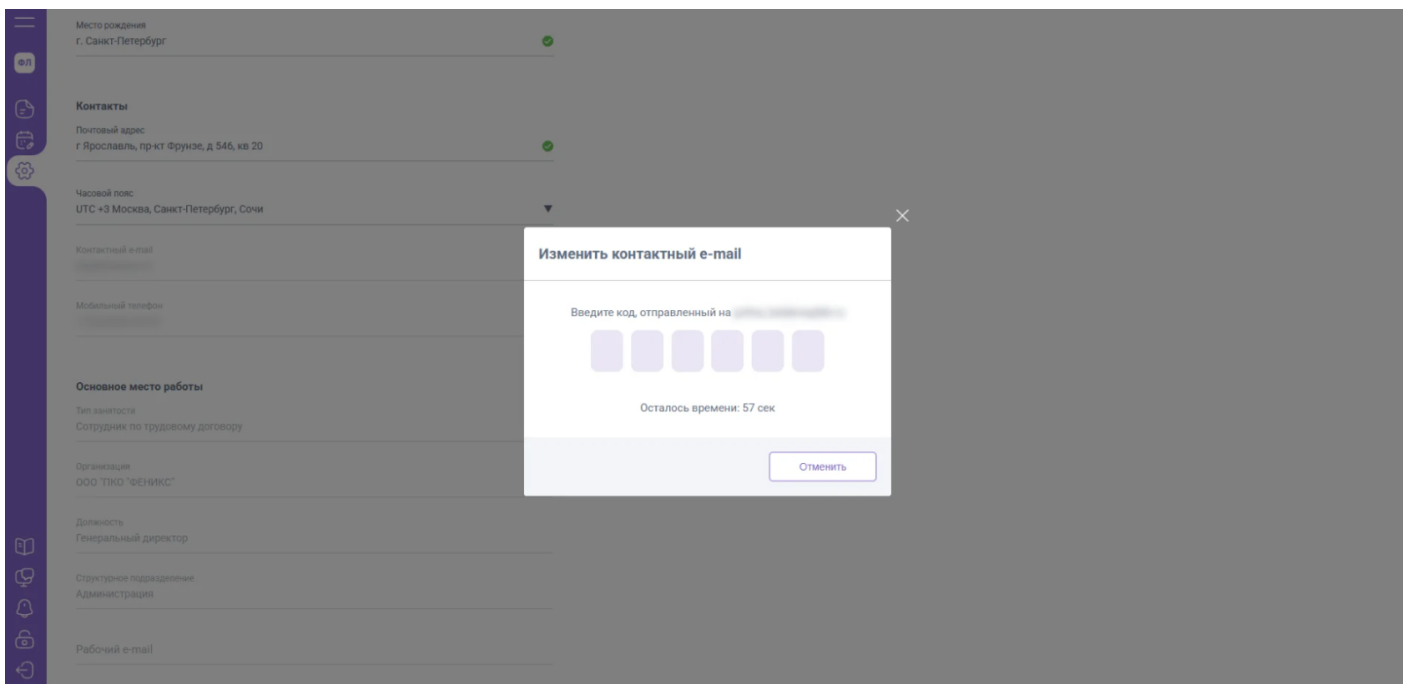 Место рождения
г. Санкт-Петербург
ФЛ
Контакты
Почтовый адрес
г Ярославль, пр-кт Фрунзе, д 546, кв 20
Часовой пояс
UTC +3 Москва, Санкт-Петербург, Сочи
Контактный e-mail
Мобильный телефон
Изменить контактный e-mail
Введите код, отправленный на
Осталось времени: 57 сек
Отменить
Основное место работы
Тип занятости
Сотрудник по трудовому договору
Организация
ООО "ПКО "ФЕНИКС"
Должность
Генеральный директор
Структурное подразделение
Администрация
Рабочий e-mail